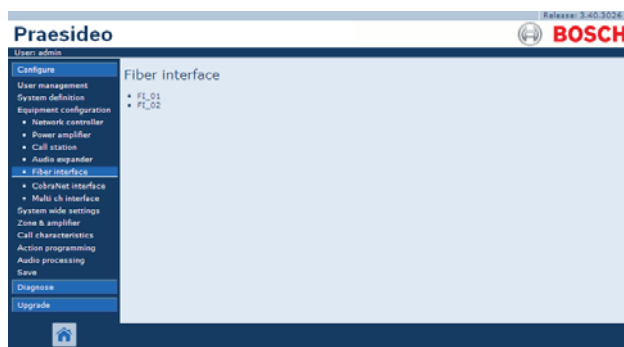 Release: 3.40.3026
Praesideo
BOSCH
User: admin
Configure
User management
System definition
Equipment configuration
• Network controller
• Power amplifier
• Call station
• Audio expander
• Fiber interface
• CobraNet interface
• Multi ch interface
System wide settings
Zone & amplifier
Call characteristics
Action programming
Audio processing
Save
Diagnose
Upgrade
Fiber interface
• FI_01
• FI_02